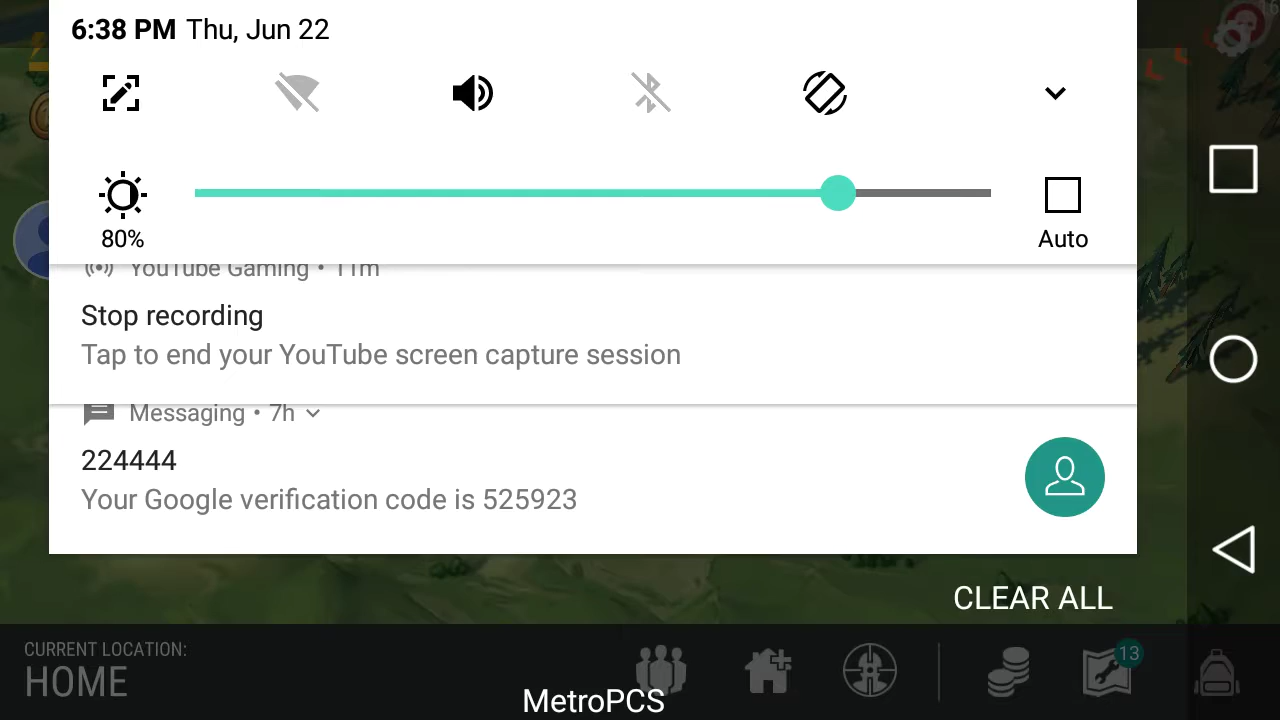 6:38 PM Thu, Jun 22
80%
Auto
YouTube Gaming • 11m
Stop recording
Tap to end your YouTube screen capture session
Messaging • 7h
224444
Your Google verification code is 525923
CLEAR ALL
CURRENT LOCATION:
HOME
13
MetroPCS